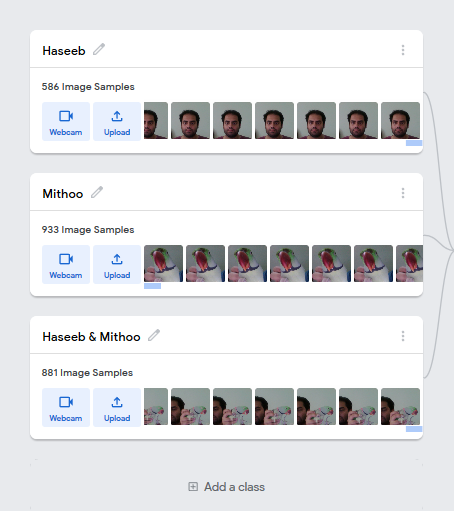 Haseeb
586 Image Samples
Webcam
Upload
Mithoo
933 Image Samples
Webcam
Upload
Haseeb & Mithoo
881 Image Samples
Webcam
Upload
Add a class